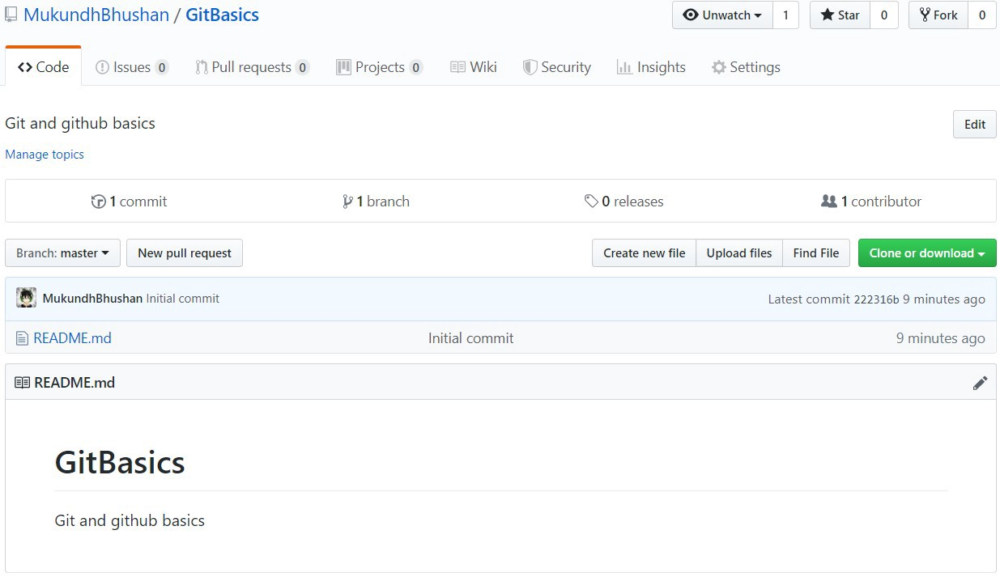 MukundhBhushan / GitBasics Unwatch 1 Star 0 Fork 0
Code Issues 0 Pull requests 0 Projects 0 Wiki Security Insights Settings
Git and github basics Edit
Manage topics
1 commit 1 branch 0 releases 1 contributor
Branch: master New pull request Create new file Upload files Find File Clone or download
MukundhBhushan Initial commit Latest commit 222316b 9 minutes ago
README.md Initial commit 9 minutes ago
README.md
GitBasics
Git and github basics